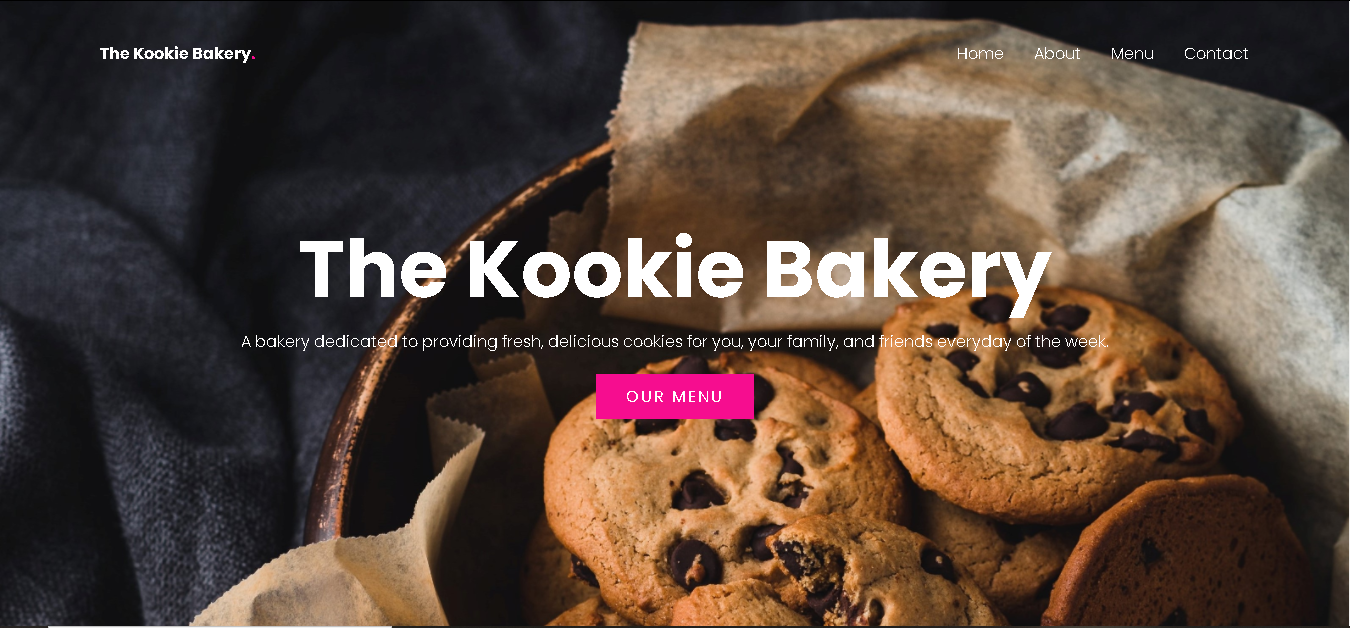 The Kookie Bakery.
Home About Menu Contact
The Kookie Bakery
A bakery dedicated to providing fresh, delicious cookies for you, your family, and friends everyday of the week.
OUR MENU